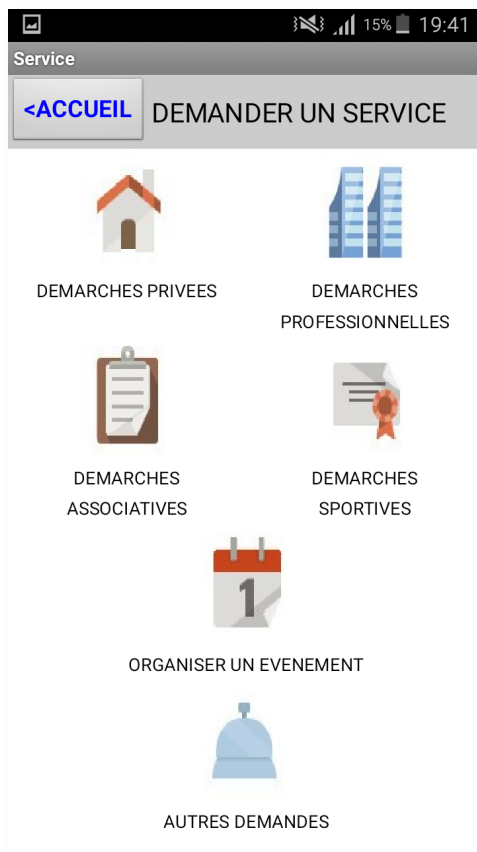 15% 19:41
Service
<ACCUEIL DEMANDER UN SERVICE
DEMARCHES PRIVEES
DEMARCHES
PROFESSIONNELLES
DEMARCHES
ASSOCIATIVES
DEMARCHES
SPORTIVES
1
ORGANISER UN EVENEMENT
AUTRES DEMANDES